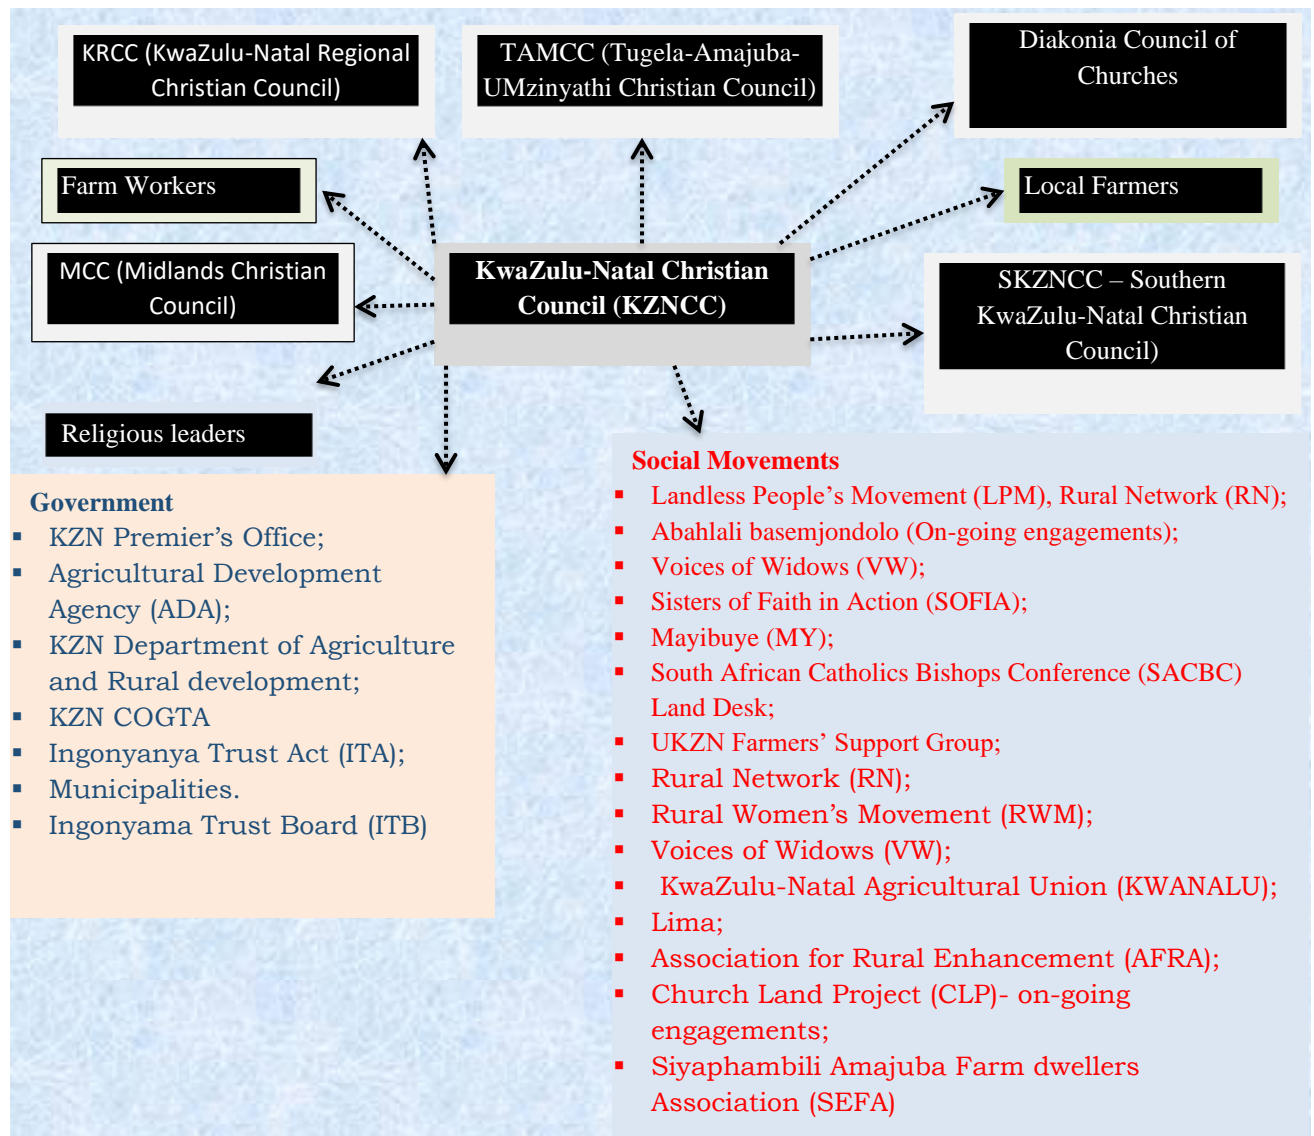 KRCC (KwaZulu-Natal Regional
Christian Council)
TAMCC (Tugela-Amajuba-
UMzinyathi Christian Council)
Diakonia Council of
Churches
Farm Workers
Local Farmers
MCC (Midlands Christian
Council)
KwaZulu-Natal Christian
Council (KZNCC)
SKZNCC – Southern
KwaZulu-Natal Christian
Council)
Religious leaders
Government
▪ KZN Premier’s Office;
▪ Agricultural Development
Agency (ADA);
▪ KZN Department of Agriculture
and Rural development;
▪ KZN COGTA
▪ Ingonyanya Trust Act (ITA);
▪ Municipalities.
▪ Ingonyama Trust Board (ITB)
Social Movements
▪ Landless People’s Movement (LPM), Rural Network (RN);
▪ Abahlali basemjondolo (On-going engagements);
▪ Voices of Widows (VW);
▪ Sisters of Faith in Action (SOFIA);
▪ Mayibuye (MY);
▪ South African Catholics Bishops Conference (SACBC)
Land Desk;
▪ UKZN Farmers’ Support Group;
▪ Rural Network (RN);
▪ Rural Women’s Movement (RWM);
▪ Voices of Widows (VW);
▪ KwaZulu-Natal Agricultural Union (KWANALU);
▪ Lima;
▪ Association for Rural Enhancement (AFRA);
▪ Church Land Project (CLP)- on-going
engagements;
▪ Siyaphambili Amajuba Farm dwellers
Association (SEFA)